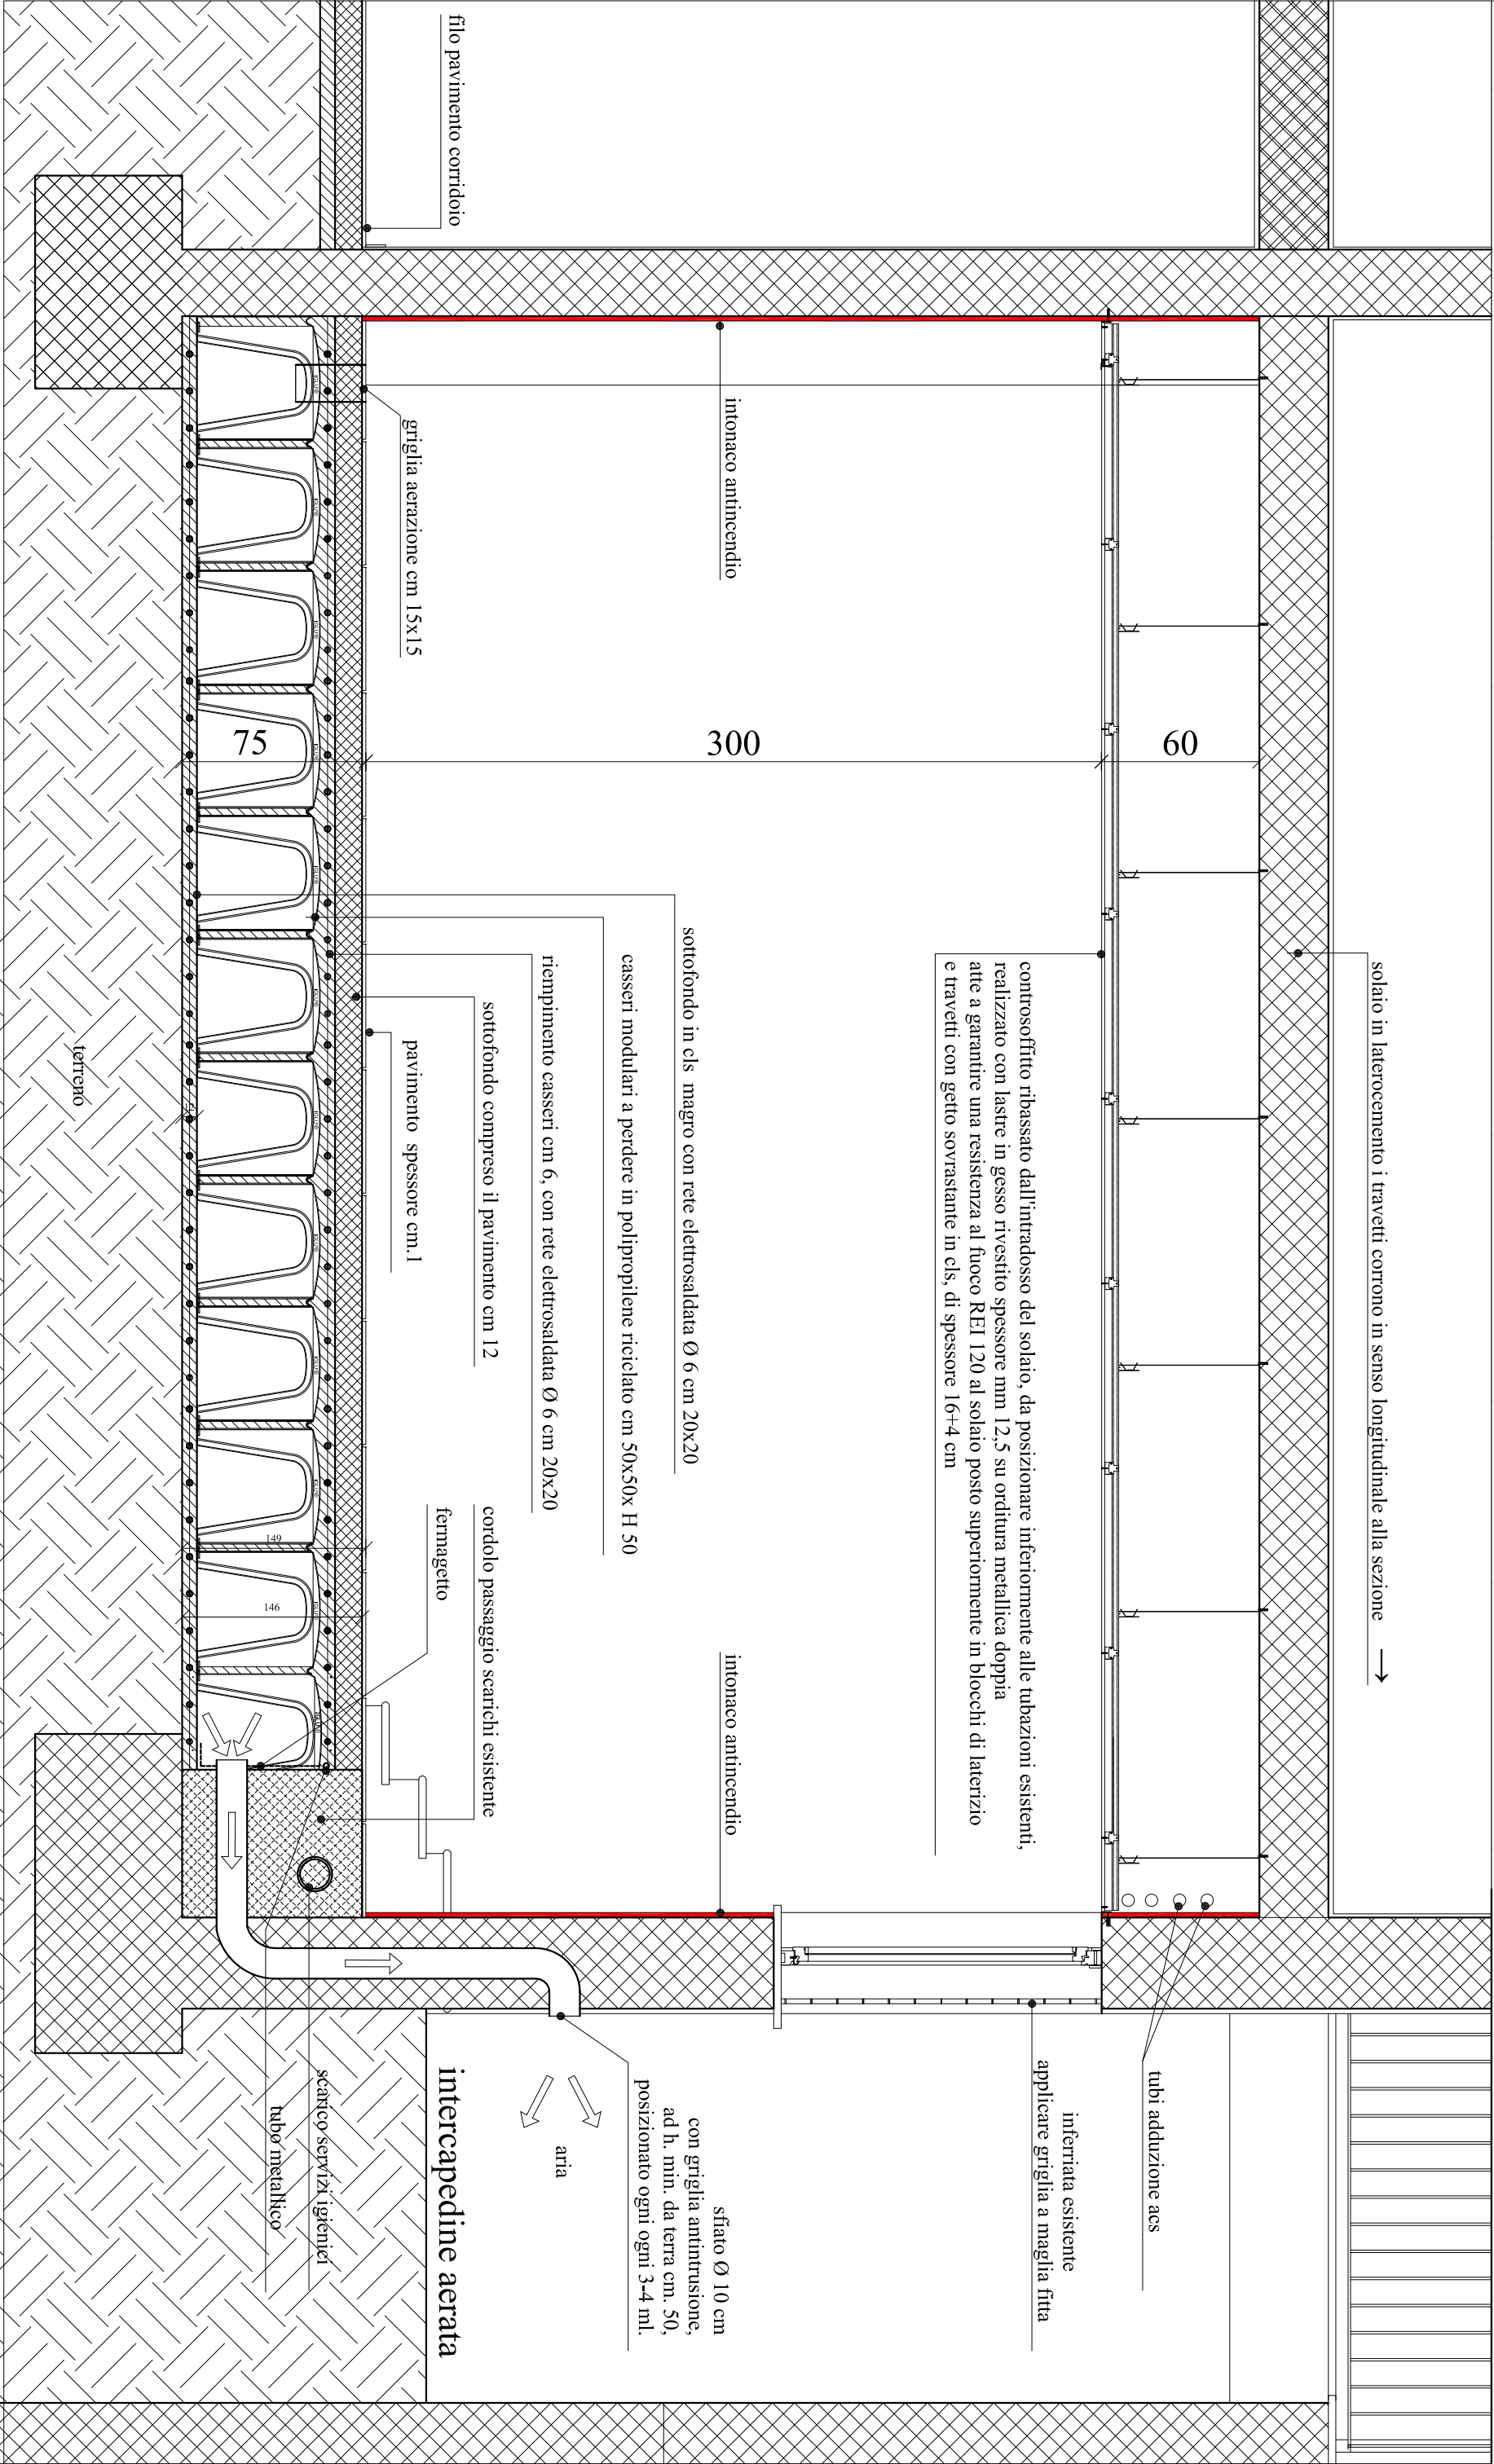 solaio in laterocemento i travetti corrono in senso longitudinale alla sezione
tubi adduzione acs
60
controsoffitto ribassato dall'intradosso del solaio, da posizionare inferiormente alle tubazioni esistenti,
realizzato con lastre in gesso rivestito spessore mm 12,5 su orditura metallica doppia
atte a garantire una resistenza al fuoco REI 120 al solaio posto superiormente in blocchi di laterizio
e travetti con getto sovrastante in cls, di spessore 16+4 cm
inferriata esistente
applicare griglia a maglia fitta
intonaco antincendio
300
intonaco antincendio
sfiato Ø 10 cm
con griglia antintrusione,
ad h. min. da terra cm. 50,
posizionato ogni ogni 3-4 ml.
sottofondo in cls magro con rete elettrosaldata Ø 6 cm 20x20
casseri modulari a perdere in polipropilene riciclato cm 50x50x H 50
riempimento casseri cm 6, con rete elettrosaldata Ø 6 cm 20x20
aria
filo pavimento corridoio
griglia aerazione cm 15x15
sottofondo compreso il pavimento cm 12
pavimento spessore cm.1
cordolo passaggio scarichi esistente
fermagetto
intercapedine aerata
75
149
146
12
scarico servizi igienici
tubo metallico
terreno